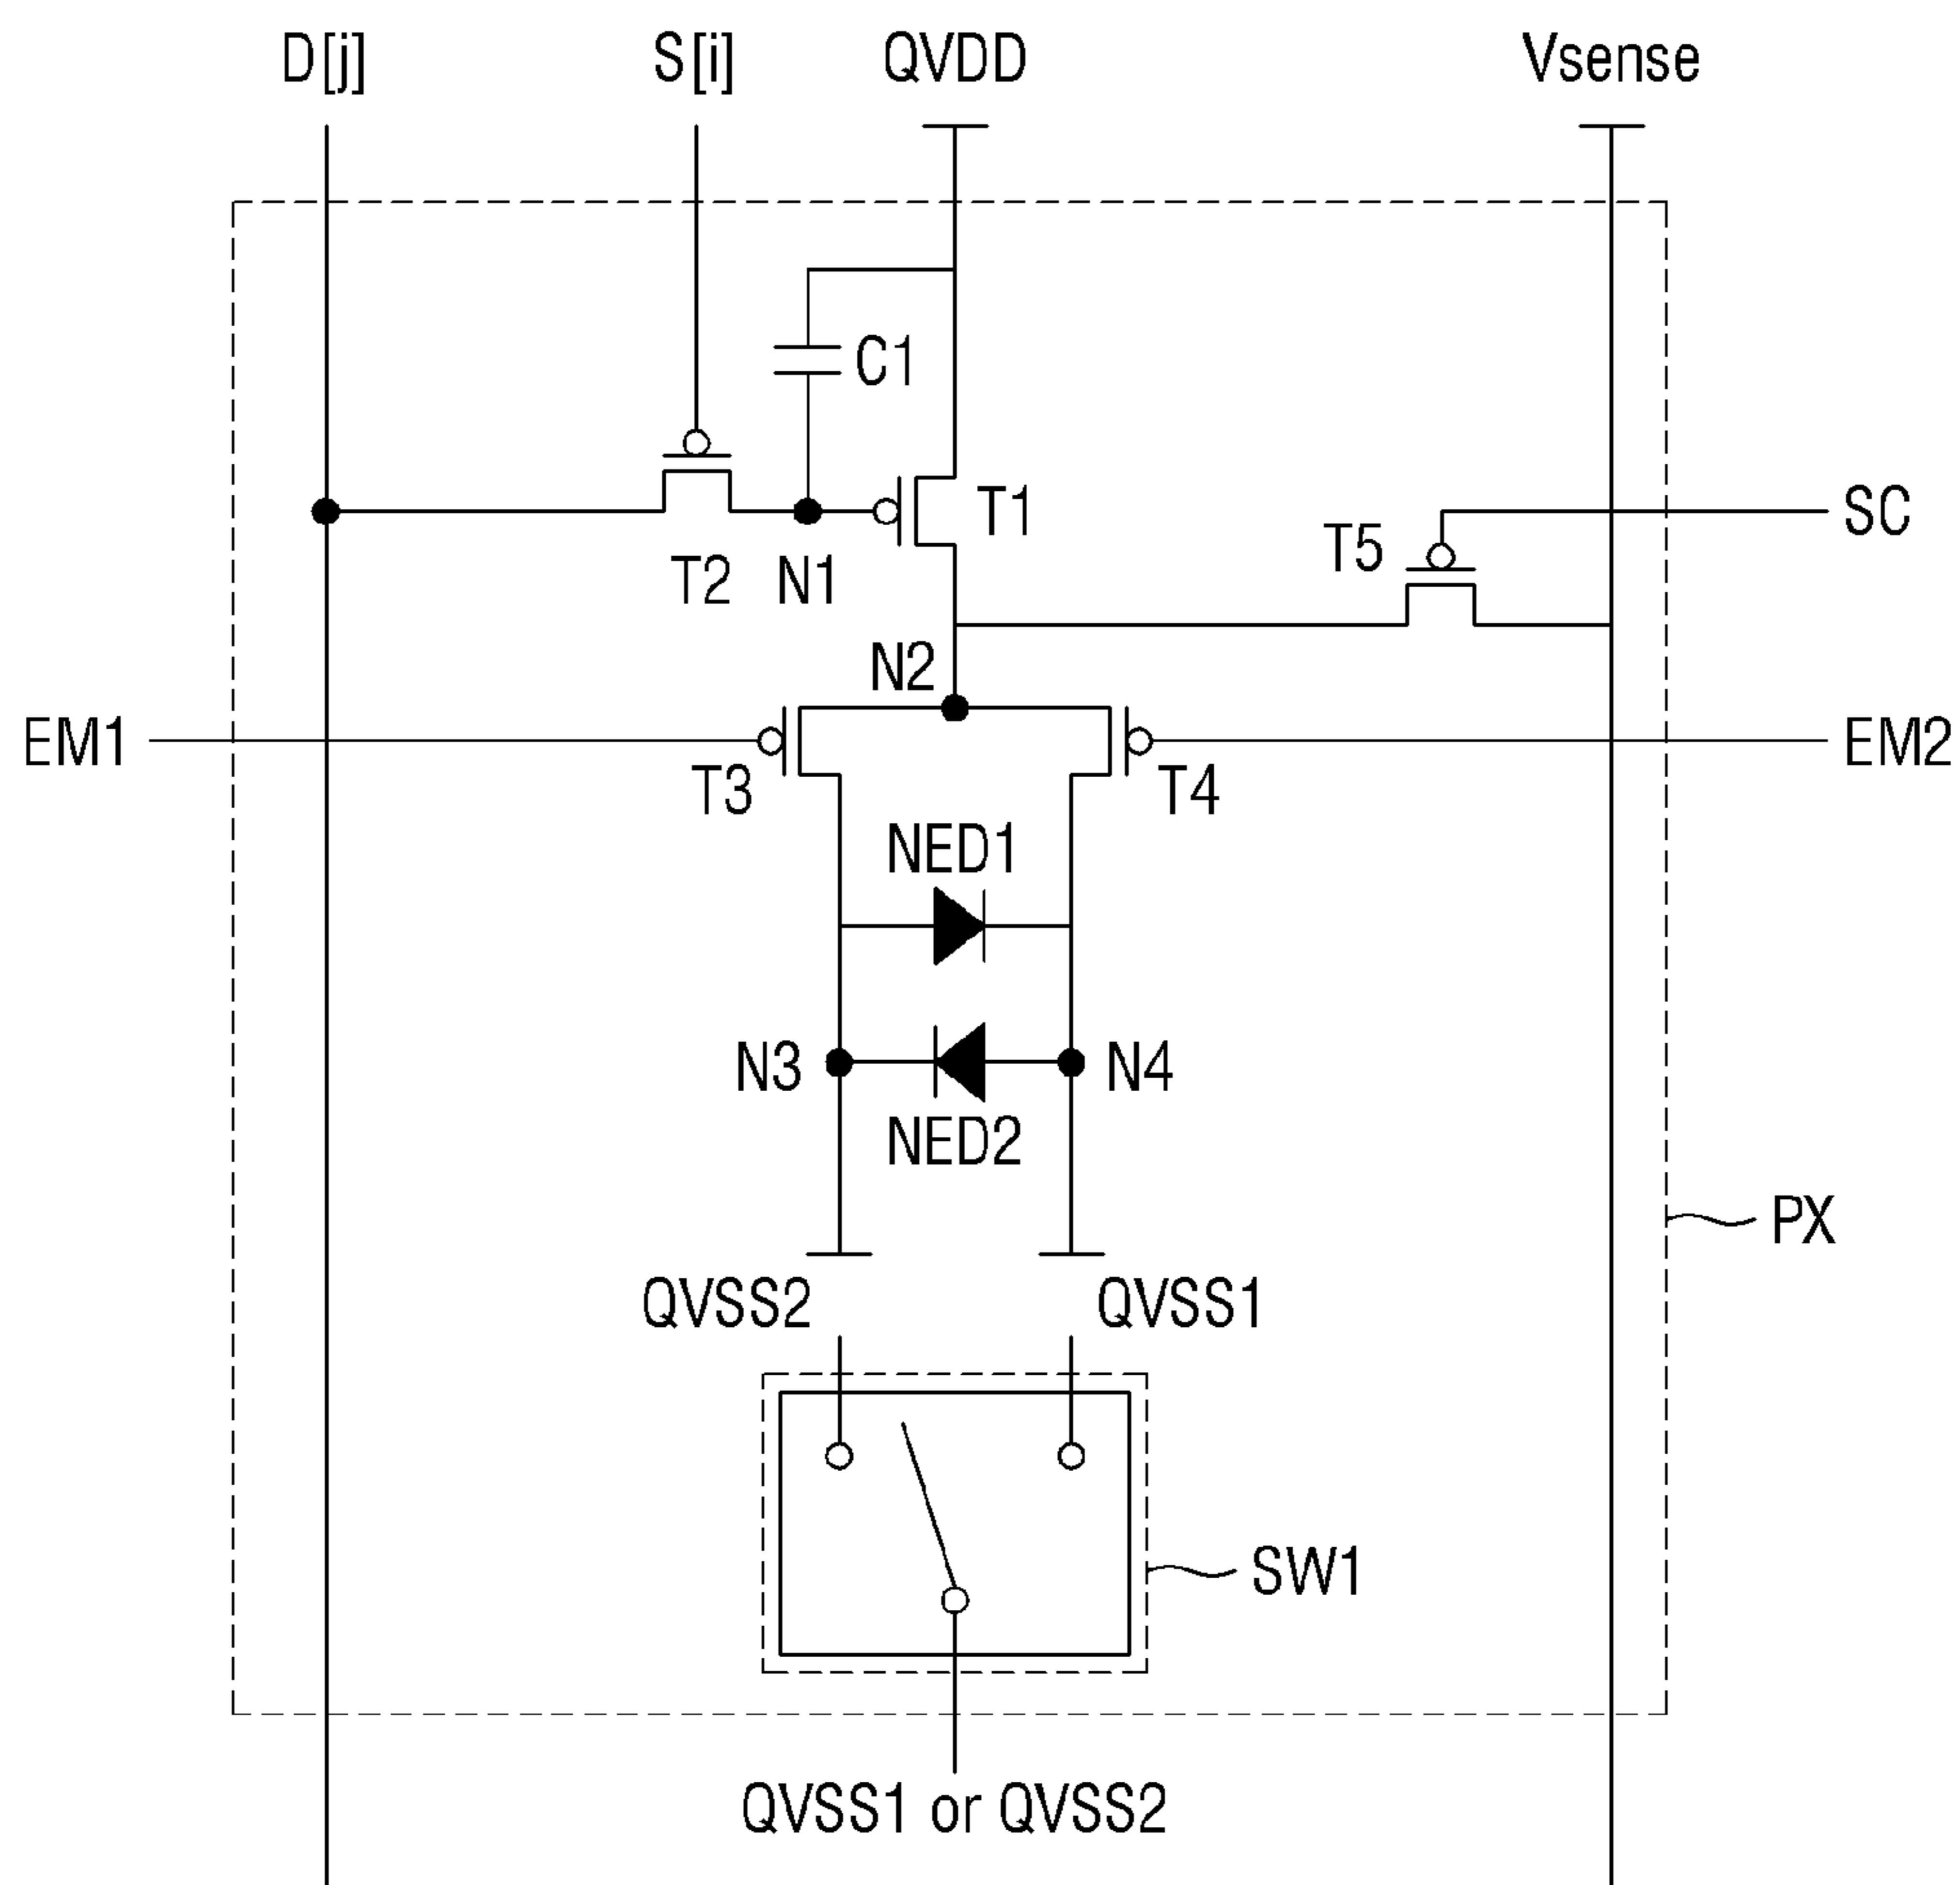 D[j]
S[i]
QVDD
Vsense
C1
T1
SC
T5
T2
N1
N2
EM1
EM2
T3
T4
NED1
N3
N4
NED2
PX
QVSS2
QVSS1
SW1
QVSS1 or QVSS2